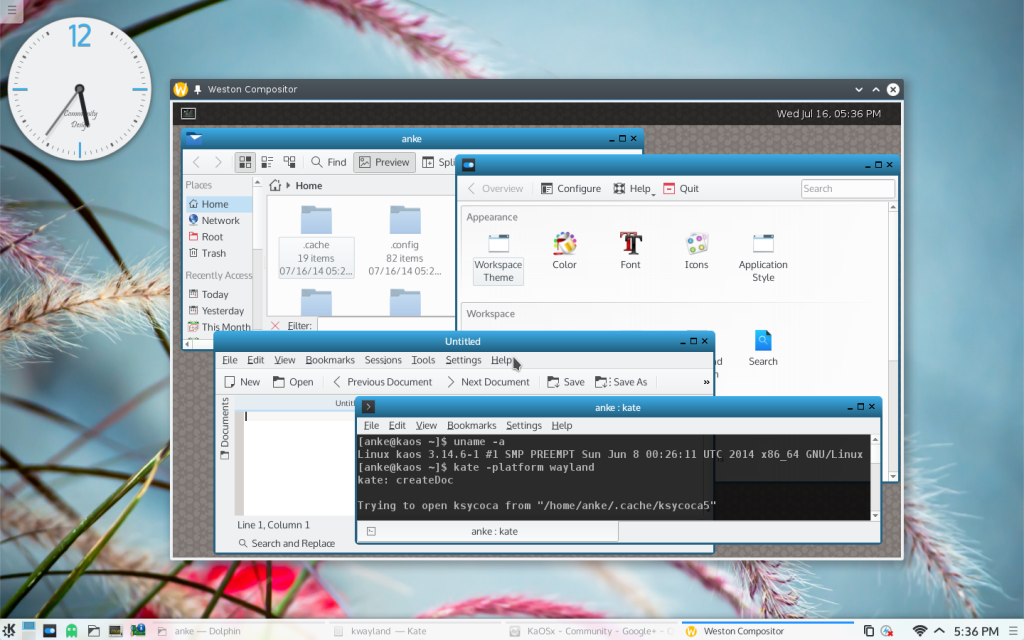 12
Community
Design
Weston Compositor
Wed Jul 16, 05:36 PM
anke
Find
Preview
Spli
Places
Home
Home
Network
Root
Trash
Recently Access
Today
Yesterday
This Month
.cache
19 items
07/16/14 05:2...
.config
82 items
07/16/14 05:2...
Filter:
Overview
Configure
Help
Quit
Search
Appearance
Workspace
Theme
Color
Font
Icons
Application
Style
Workspace
Search
Untitled
File Edit View Bookmarks Sessions Tools Settings Help
New Open Previous Document Next Document Save Save As »
Documents
Line 1, Column 1
Search and Replace
anke : kate
File Edit View Bookmarks Settings Help
[anke@kaos ~]$ uname -a
Linux kaos 3.14.6-1 #1 SMP PREEMPT Sun Jun 8 00:26:11 UTC 2014 x86_64 GNU/Linux
[anke@kaos ~]$ kate -platform wayland
kate: createDoc
Trying to open ksycoca from "/home/anke/.cache/ksycoca5"
anke : kate
anke — Dolphin
kwayland — Kate
KaOSx - Community - Google+ - C
Weston Compositor
5:36 PM